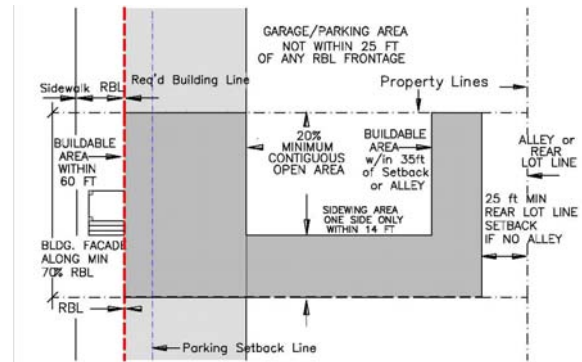 GARAGE/PARKING AREA
NOT WITHIN 25 FT
OF ANY RBL FRONTAGE
Req'd Building Line
Property Lines
Sidewalk
RBL
BUILDABLE
AREA
WITHIN
60 FT
20%
MINIMUM
CONTIGUOUS
OPEN AREA
BUILDABLE
AREA
w/in 35ft
of Setback
or ALLEY
ALLEY or
REAR
LOT LINE
SIDEWING AREA
ONE SIDE ONLY
WITHIN 14 FT
25 ft MIN
REAR LOT LINE
SETBACK
IF NO ALLEY
BLDG. FACADE
ALONG MIN
70% RBL
RBL
Parking Setback Line